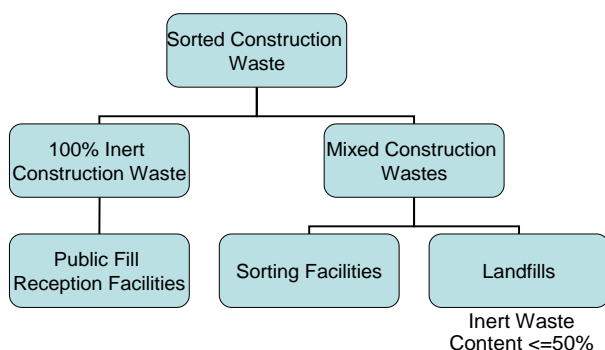 Sorted Construction
Waste
100% Inert
Construction Waste
Mixed Construction
Wastes
Public Fill
Reception Facilities
Sorting Facilities
Landfills
Inert Waste
Content <=50%